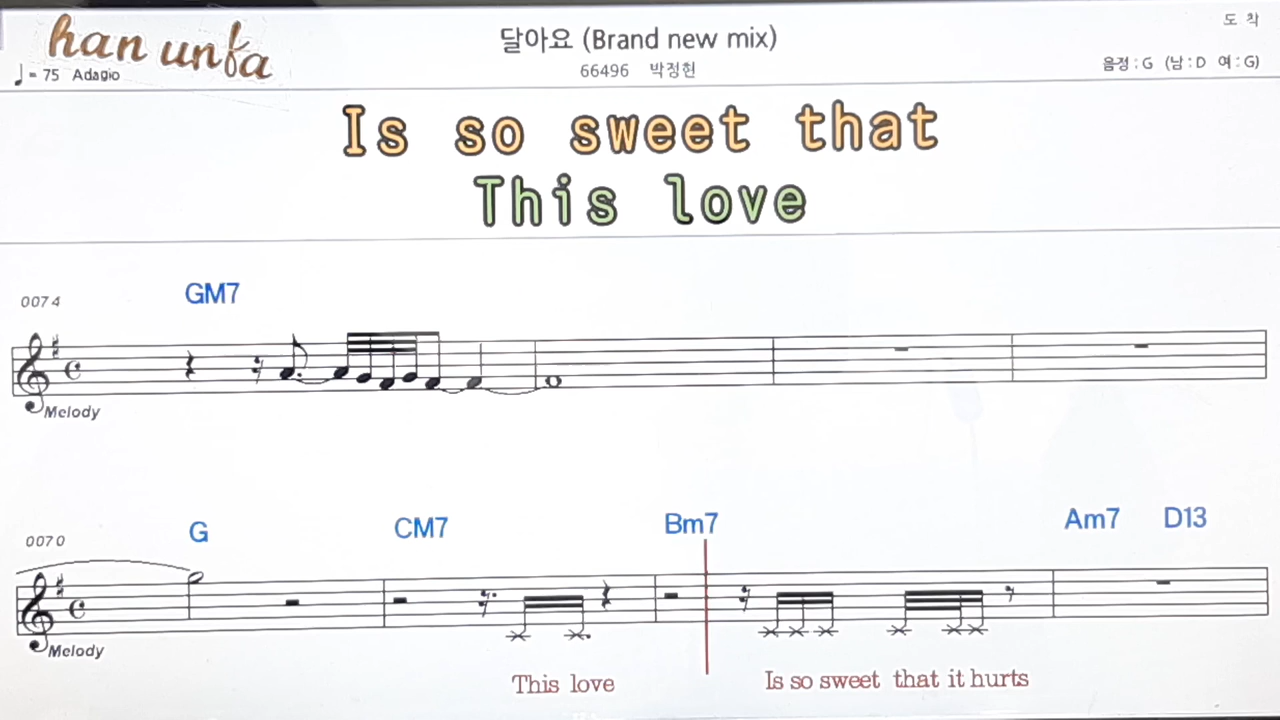 han unfa
♩= 75 Adagio
달아요 (Brand new mix)
66496 박정현
도 착
음정 : G (남 : D 여 : G)
Is so sweet that
This love
0074
GM7
Melody
0070
G CM7 Bm7 Am7 D13
Melody
This love Is so sweet that it hurts